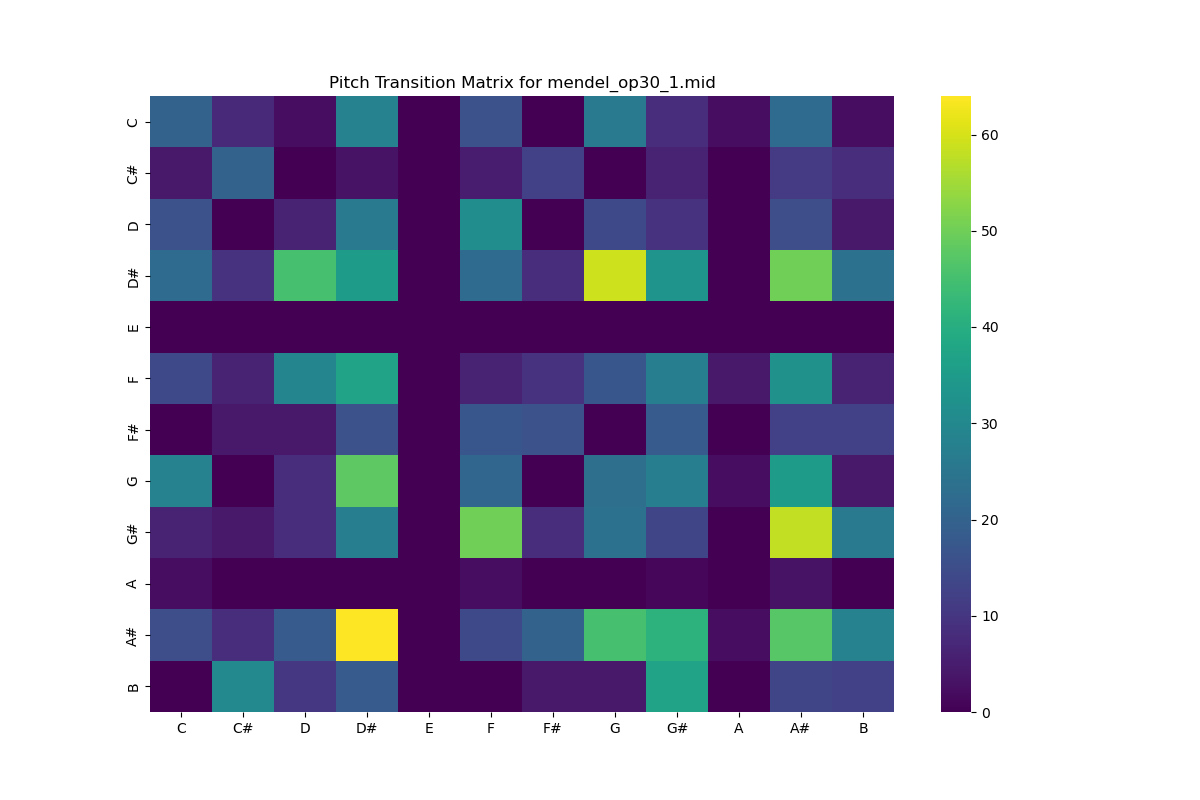 Pitch Transition Matrix for mendel_op30_1.mid
C
C#
D
D#
E
F
F#
G
G#
A
A#
B
C C# D D# E F F# G G# A A# B
60
50
40
30
20
10
0